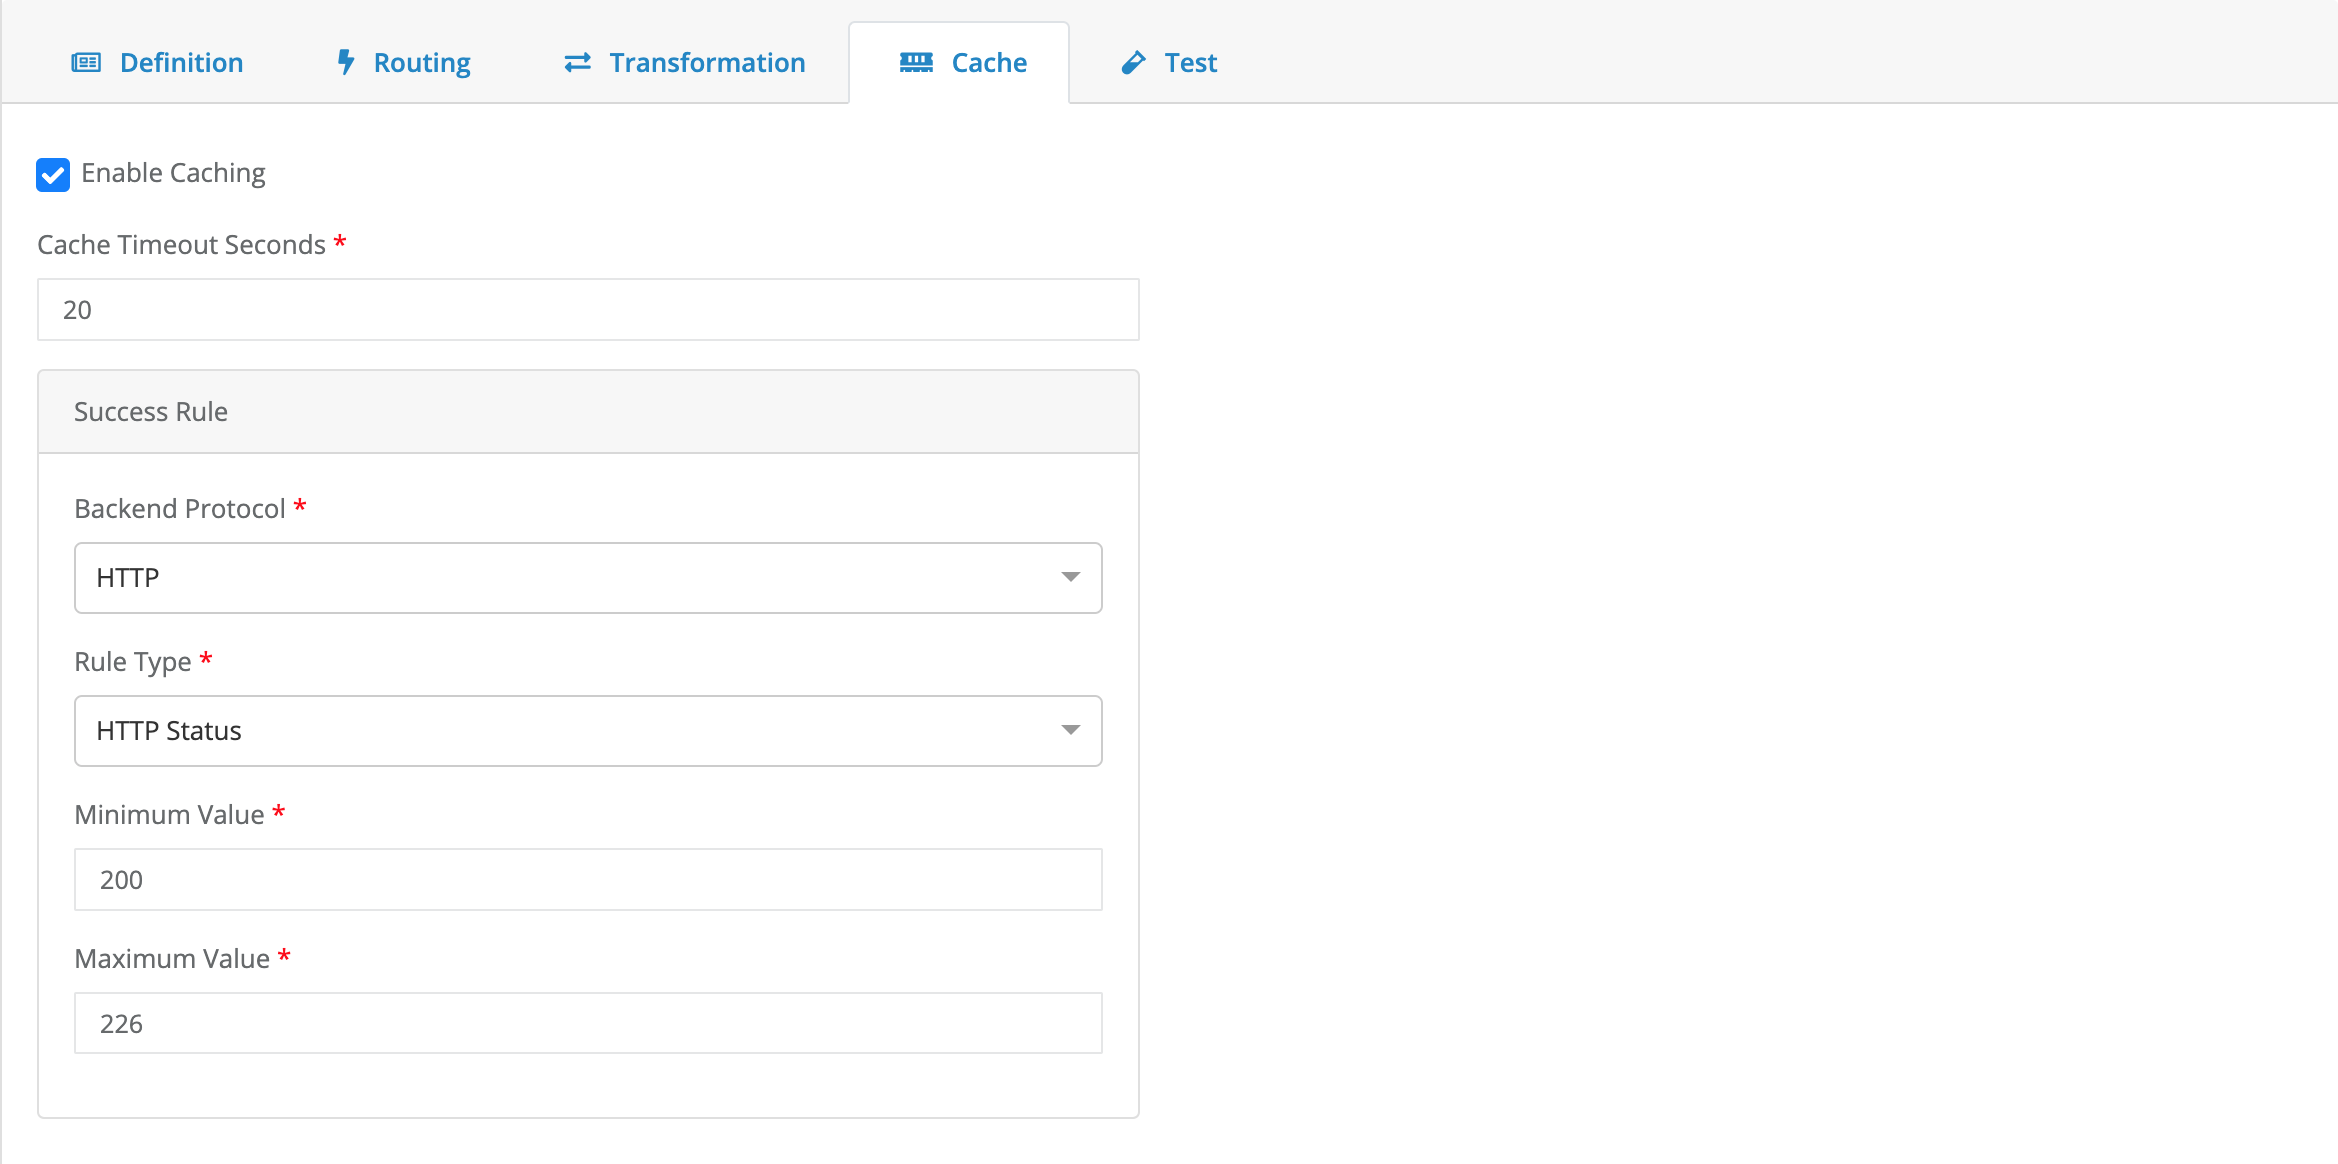 Definition Routing Transformation Cache Test
Enable Caching
Cache Timeout Seconds *
20
Success Rule
Backend Protocol *
HTTP
Rule Type *
HTTP Status
Minimum Value *
200
Maximum Value *
226